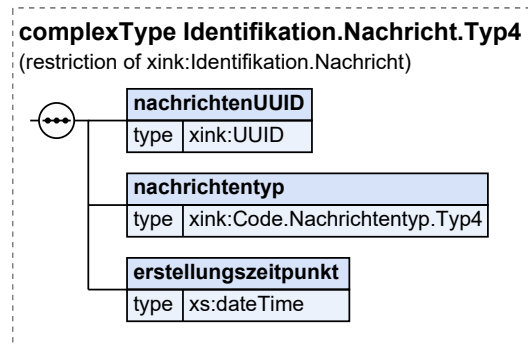 complexType Identifikation.Nachricht.Typ4
(restriction of xink:Identifikation.Nachricht)
nachrichtenUUID
type xink:UUID
nachrichtentyp
type xink:Code.Nachrichtentyp.Typ4
erstellungszeitpunkt
type xs:dateTime